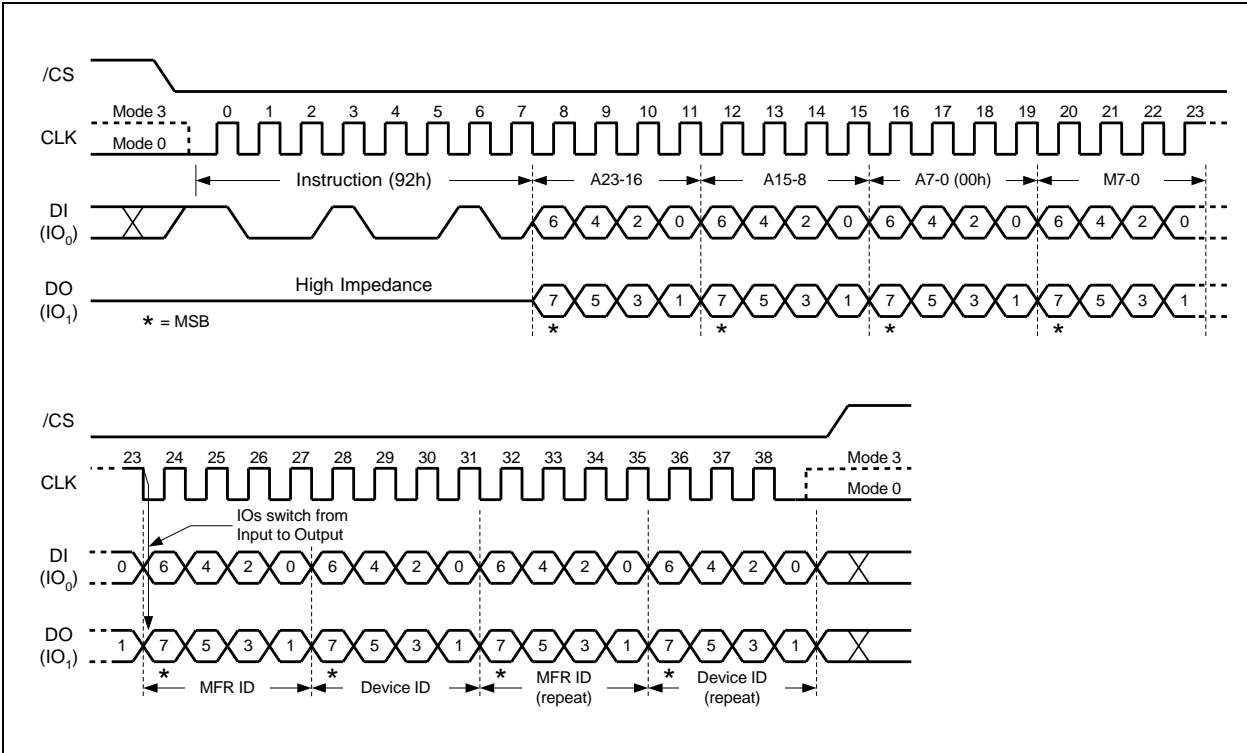 /CS
Mode 3 0 1 2 3 4 5 6 7 8 9 10 11 12 13 14 15 16 17 18 19 20 21 22 23
CLK Mode 0
Instruction (92h) A23-16 A15-8 A7-0 (00h) M7-0
DI
(IO0) 6 4 2 0 6 4 2 0 6 4 2 0 6 4 2 0
High Impedance
DO
(IO1) 7 5 3 1 7 5 3 1 7 5 3 1 7 5 3 1
* = MSB * * * *
/CS
23 24 25 26 27 28 29 30 31 32 33 34 35 36 37 38 Mode 3
CLK Mode 0
IOs switch from
Input to Output
DI
(IO0) 0 6 4 2 0 6 4 2 0 6 4 2 0 6 4 2 0
DO
(IO1) 1 7 5 3 1 7 5 3 1 7 5 3 1 7 5 3 1
* * * *
MFR ID Device ID MFR ID
(repeat) Device ID
(repeat)